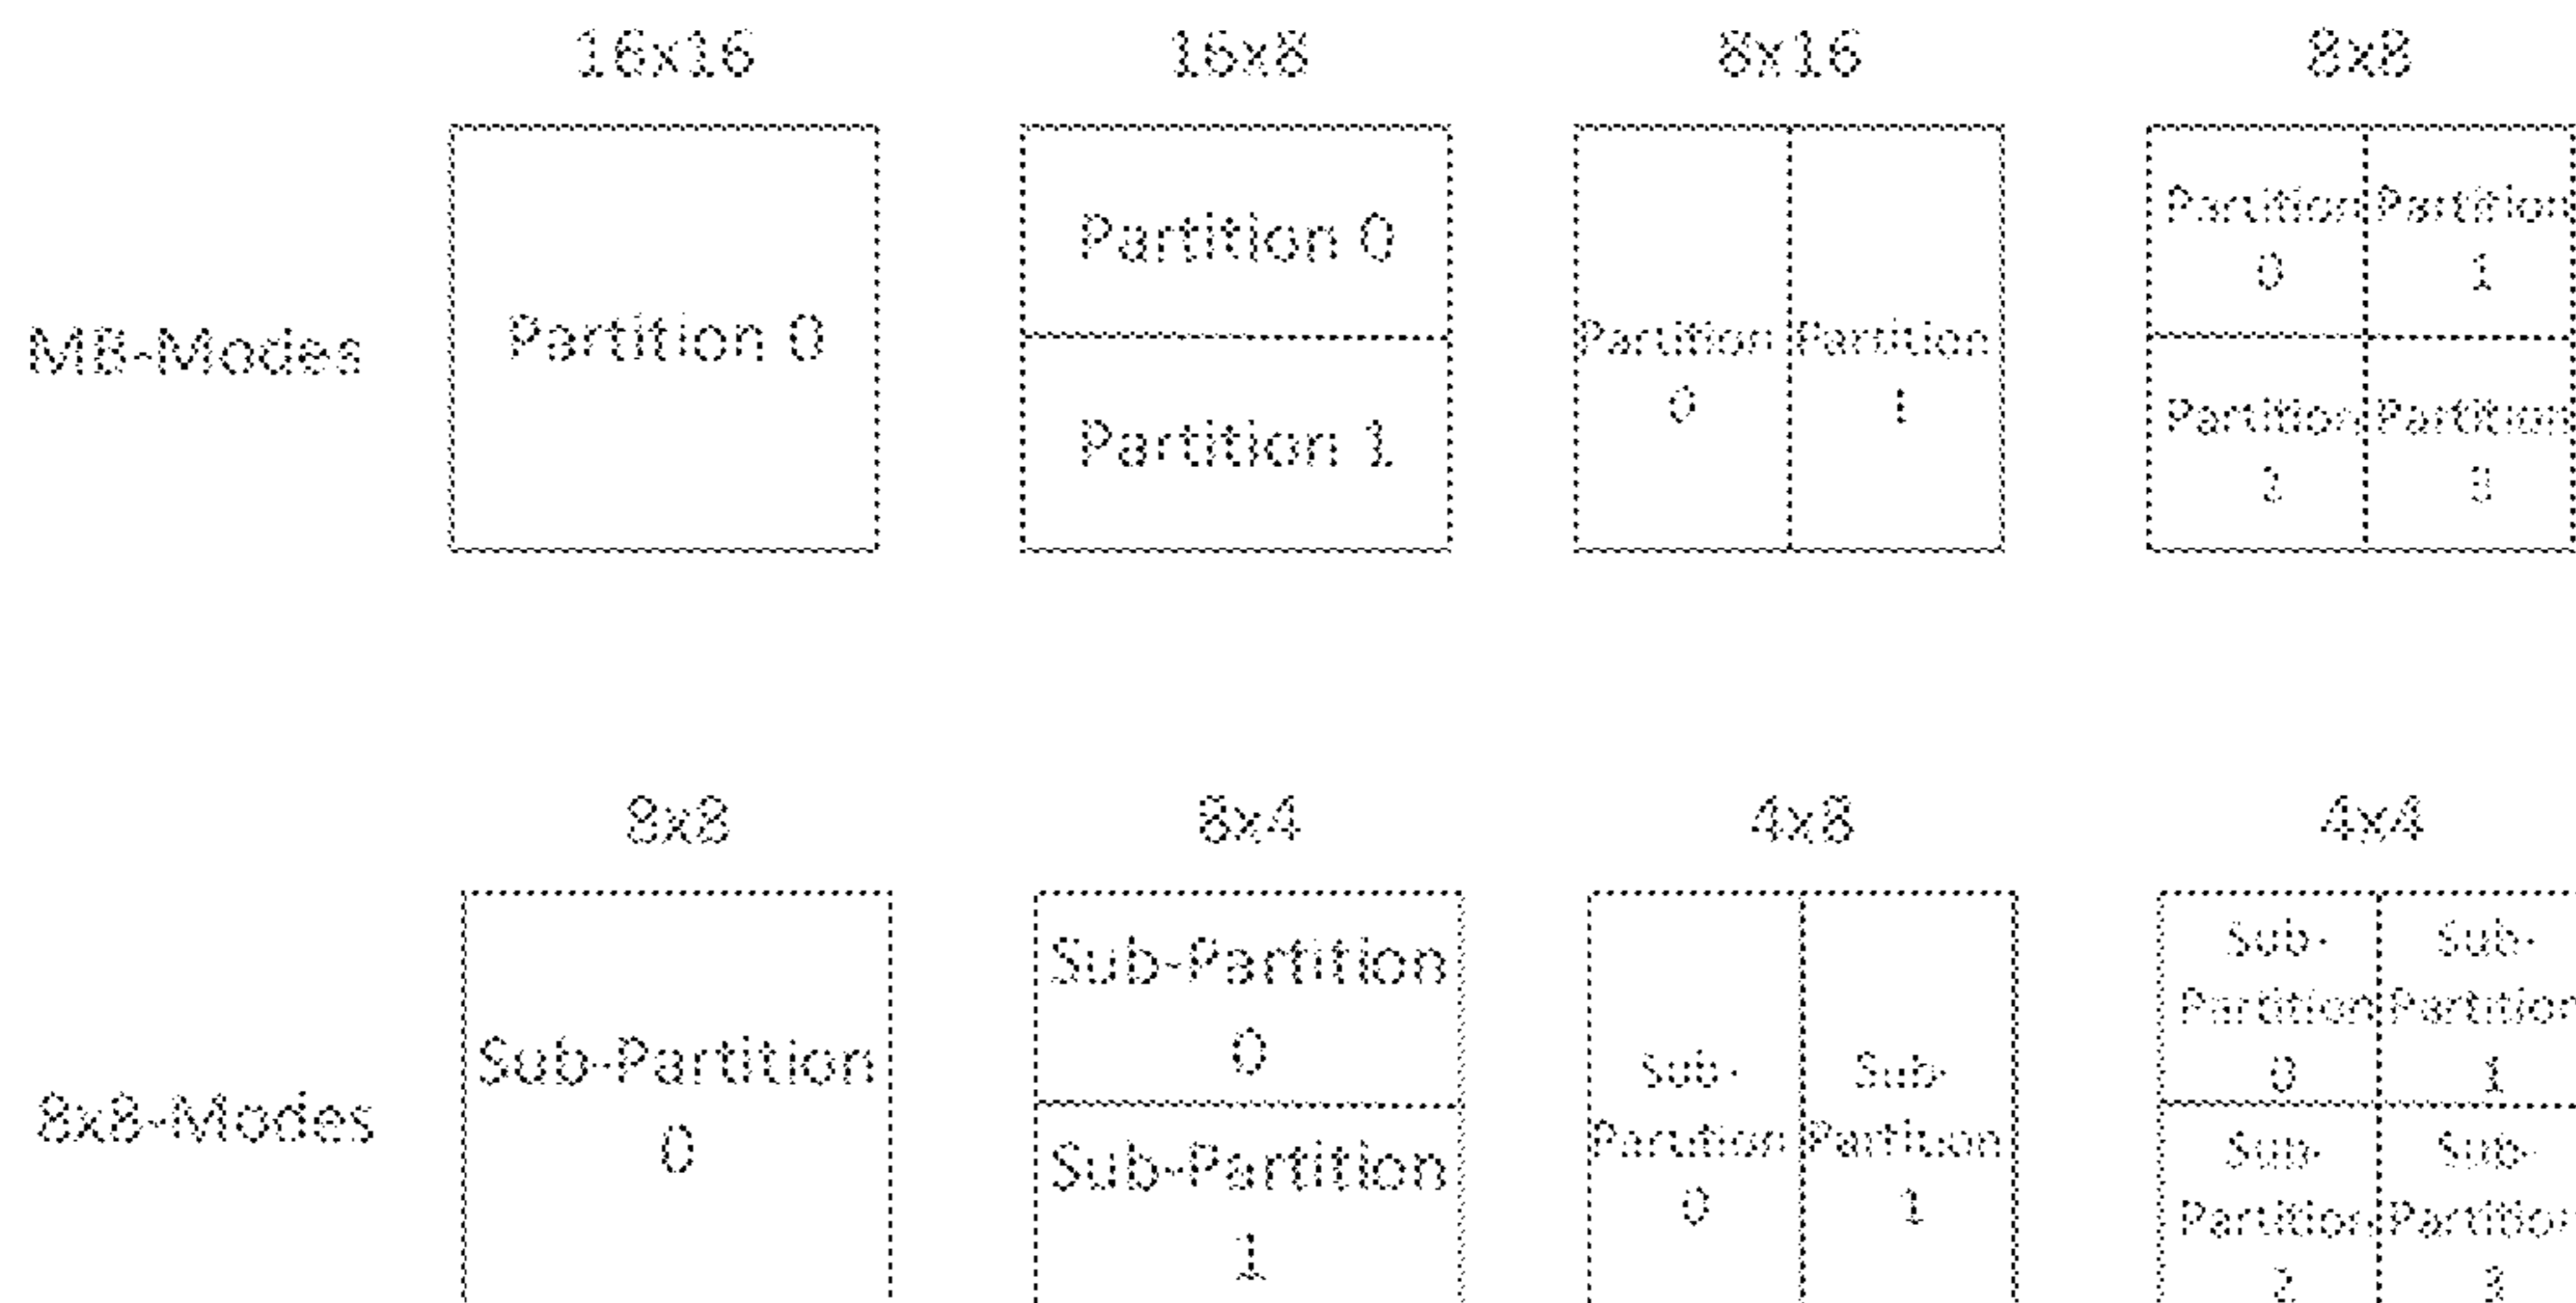 16x16 16x8 8x16 8x8
MB-Modes
Partition 0
Partition 0
Partition 1
Partition Partition
0 1
Partition Partition
0 1
Partition Partition
2 3
8x8 8x4 4x8 4x4
8x8-Modes
Sub-Partition
0
Sub-Partition
0
Sub-Partition
1
Sub- Sub-
Partition Partition
0 1
Sub- Sub-
Partition Partition
0 1
Sub- Sub-
Partition Partition
2 3